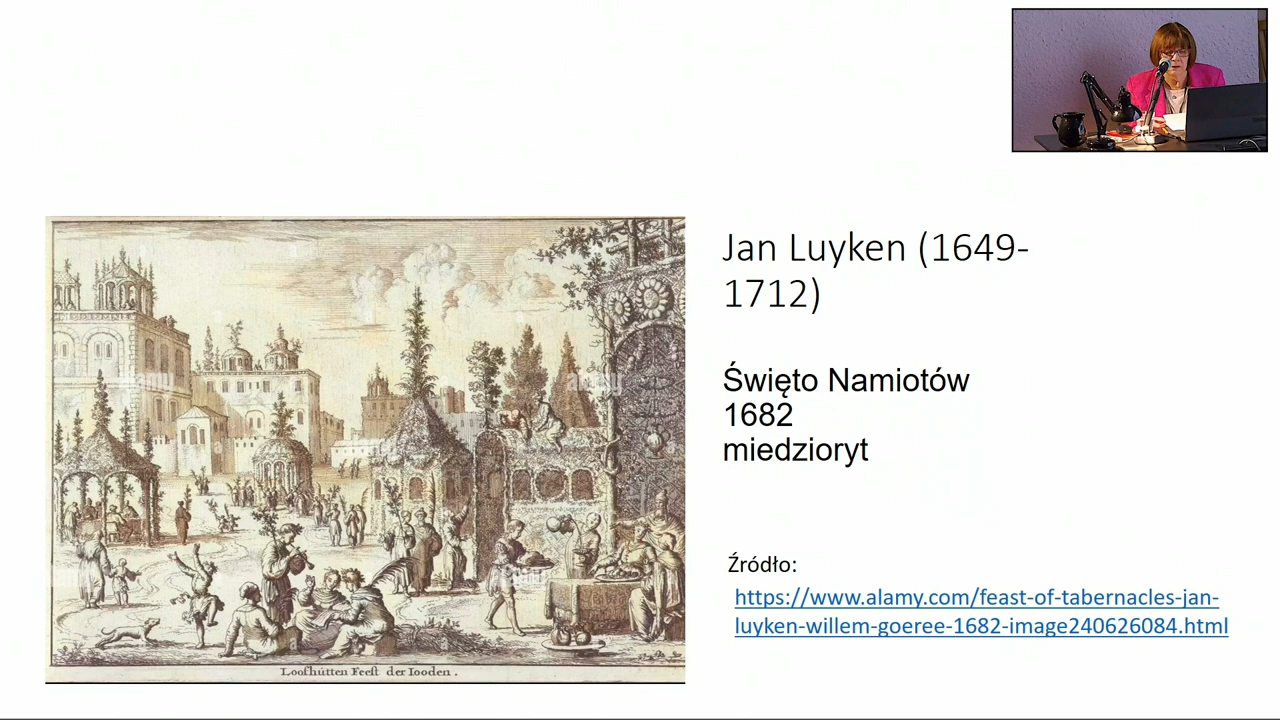 Jan Luyken (1649-
1712)
Święto Namiotów
1682
miedzioryt
Źródło:
https://www.alamy.com/feast-of-tabernacles-jan-
luyken-willem-goeree-1682-image240626084.html
Loofhútten Feeſt der Iooden.